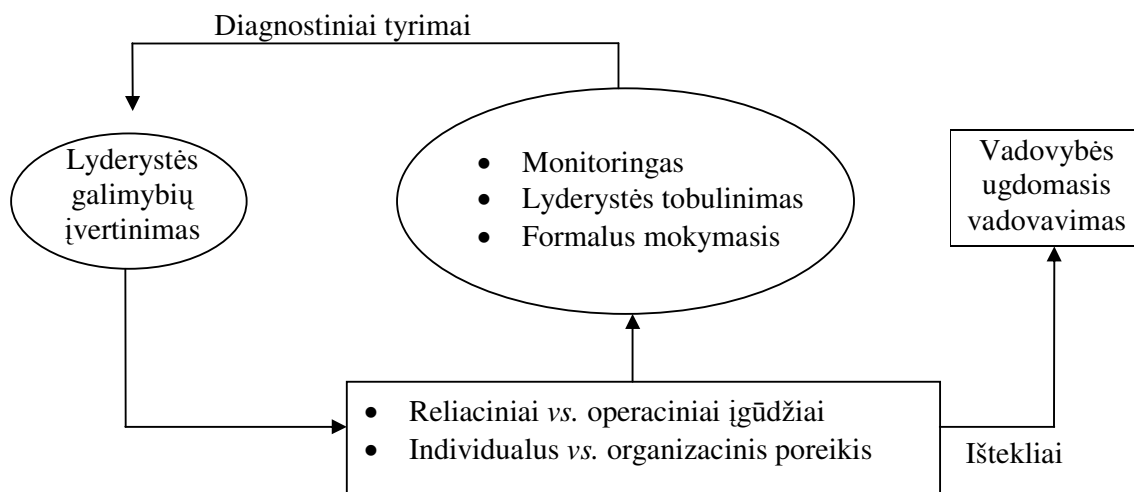 Diagnostiniai tyrimai
Lyderystės
galimybių
įvertinimas
• Monitoringas
• Lyderystės tobulinimas
• Formalus mokymasis
Vadovybės
ugdomasis
vadovavimas
• Reliaciniai vs. operaciniai įgūdžiai
• Individualus vs. organizacinis poreikis
Ištekliai